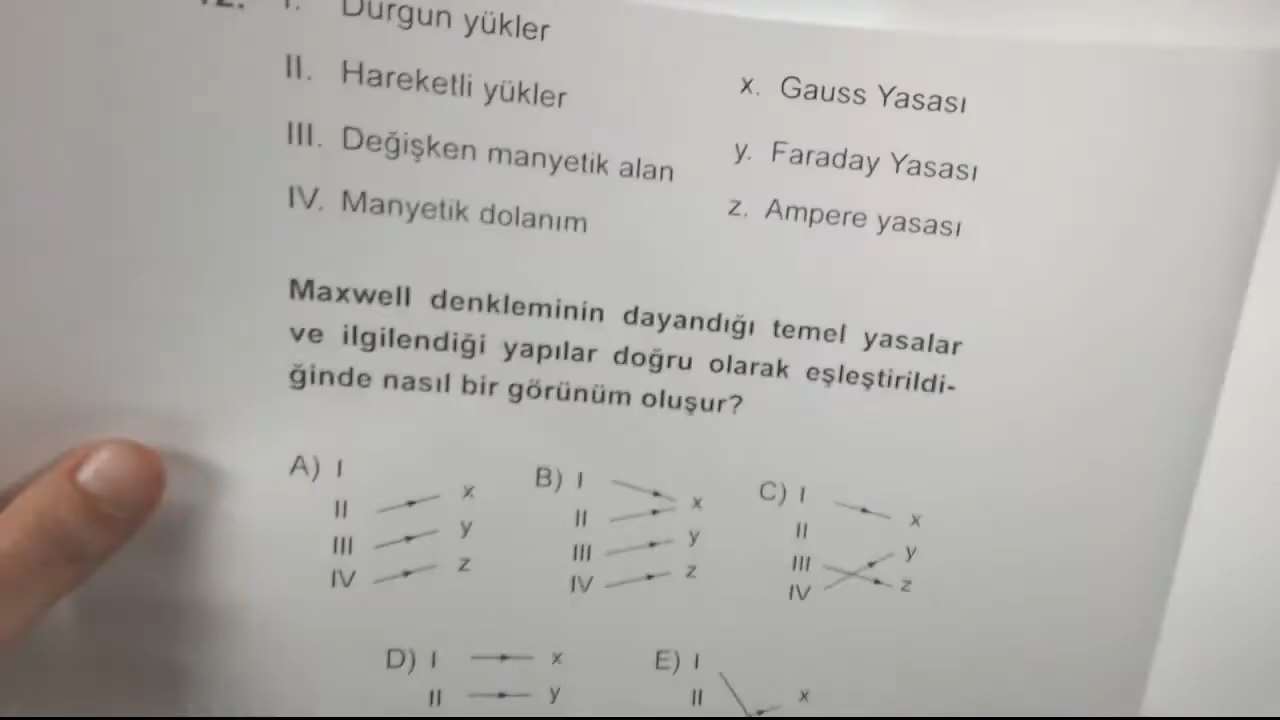 12. I. Durgun yükler
II. Hareketli yükler
x. Gauss Yasası
III. Değişken manyetik alan
y. Faraday Yasası
IV. Manyetik dolanım
z. Ampere yasası
Maxwell denkleminin dayandığı temel yasalar
ve ilgilendiği yapılar doğru olarak eşleştirildi-
ğinde nasıl bir görünüm oluşur?
A) I
II x
III y
IV z
B) I
II x
III y
IV z
C) I x
II
III y
IV z
D) I x
II y
E) I
II x